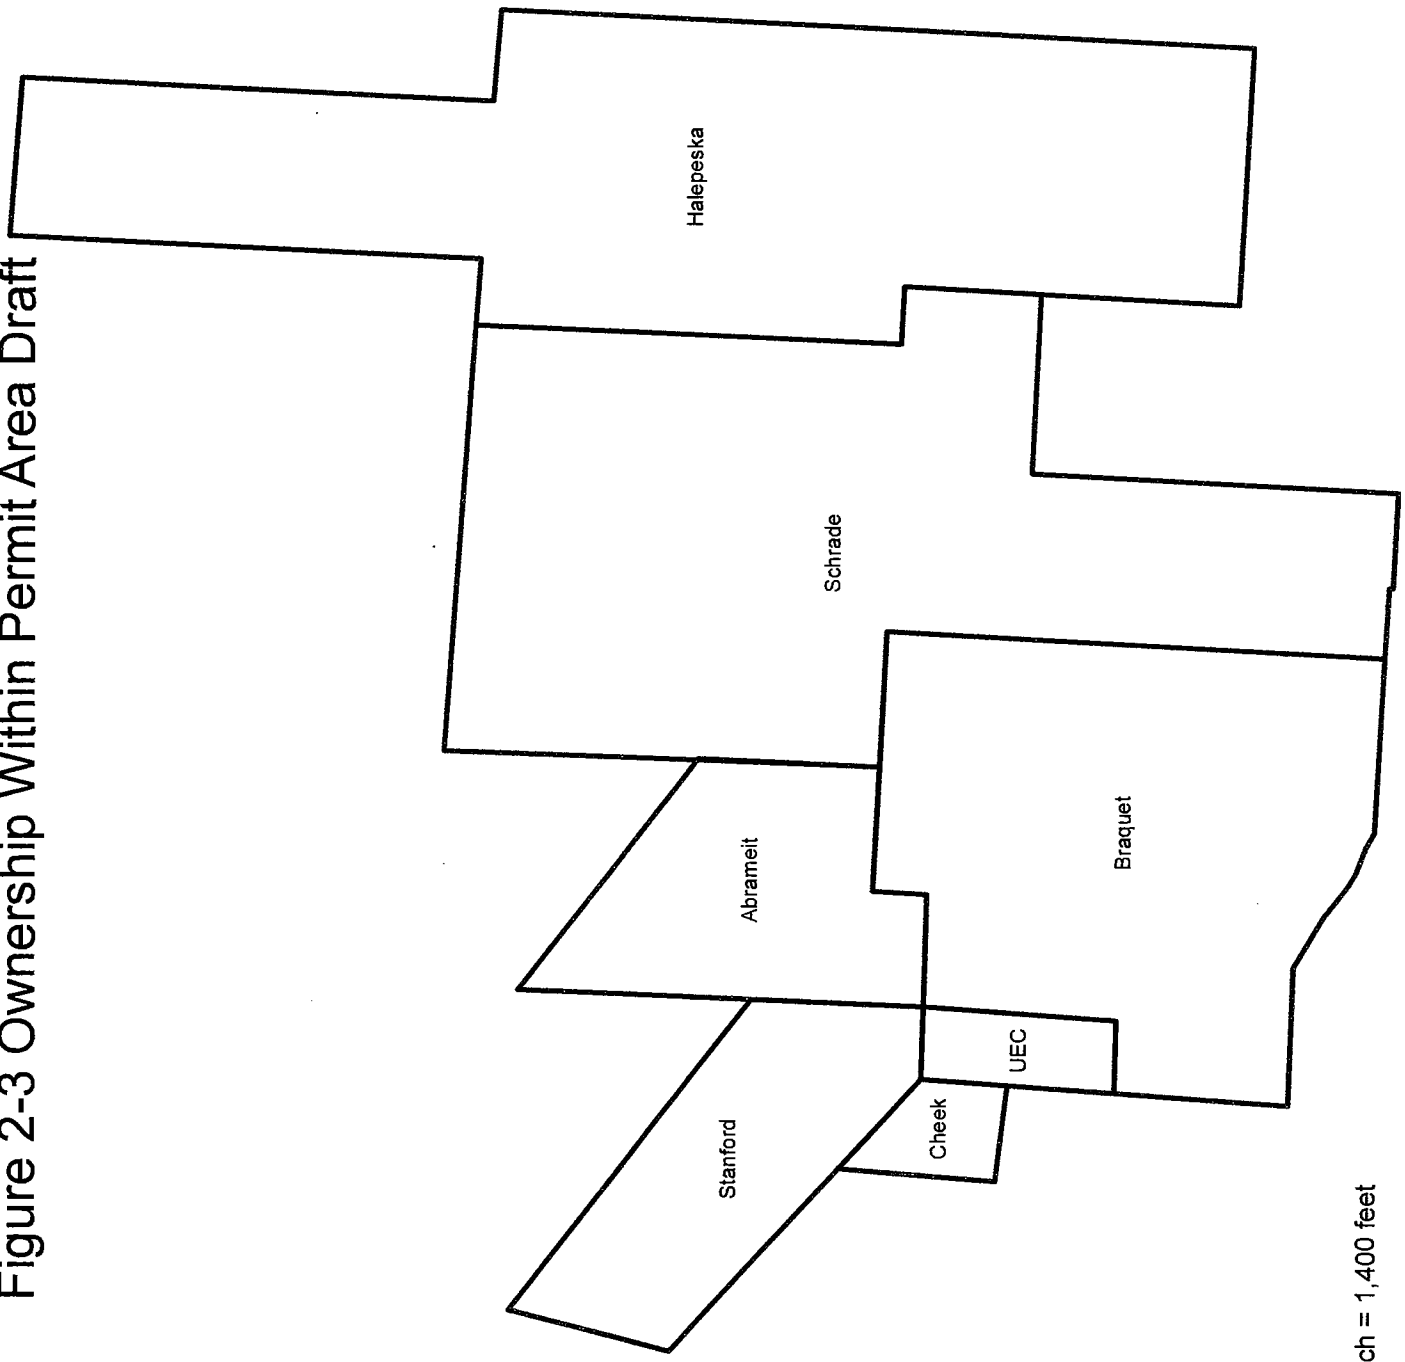 Figure 2-3 Ownership Within Permit Area Draft
Halepeska
Schrade
Abrameit
Braquet
UEC
Stanford
Cheek
ch = 1,400 feet